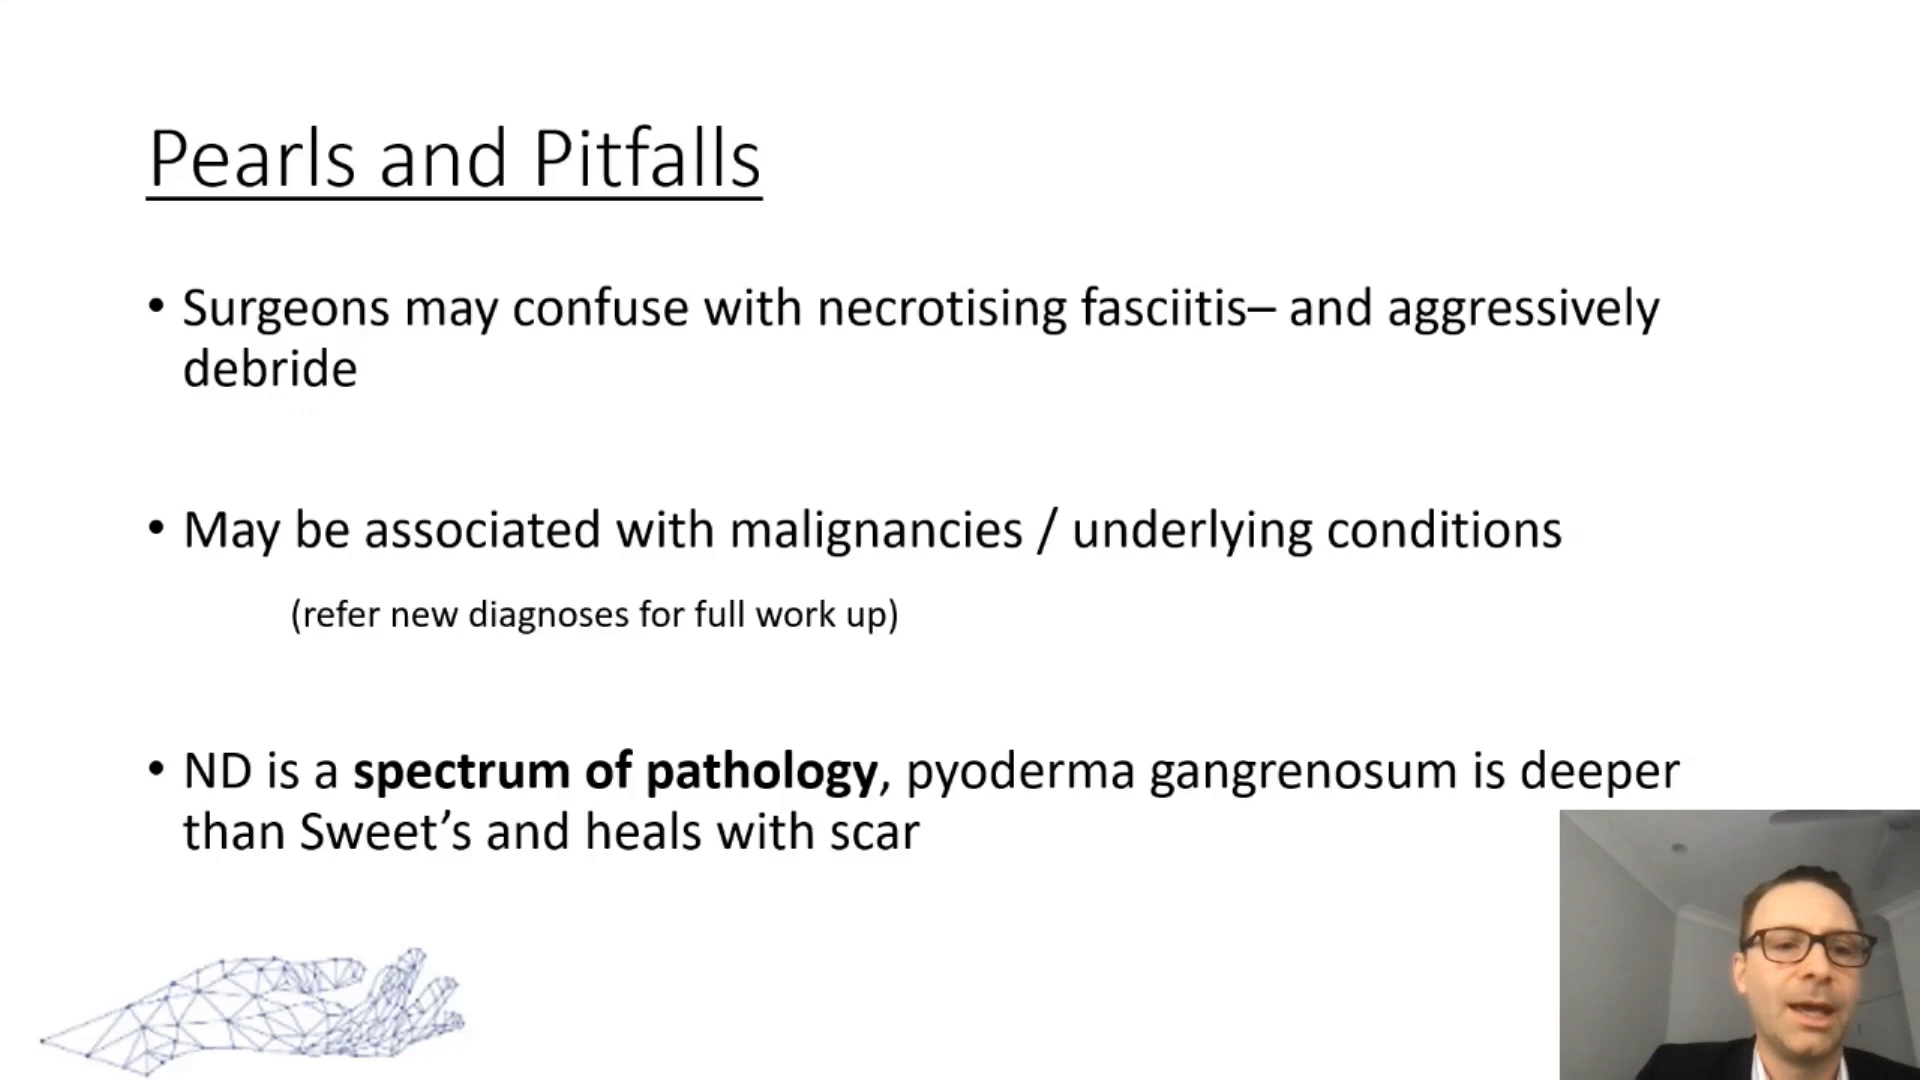 Pearls and Pitfalls
• Surgeons may confuse with necrotising fasciitis– and aggressively
debride
• May be associated with malignancies / underlying conditions
(refer new diagnoses for full work up)
• ND is a spectrum of pathology, pyoderma gangrenosum is deeper
than Sweet’s and heals with scar